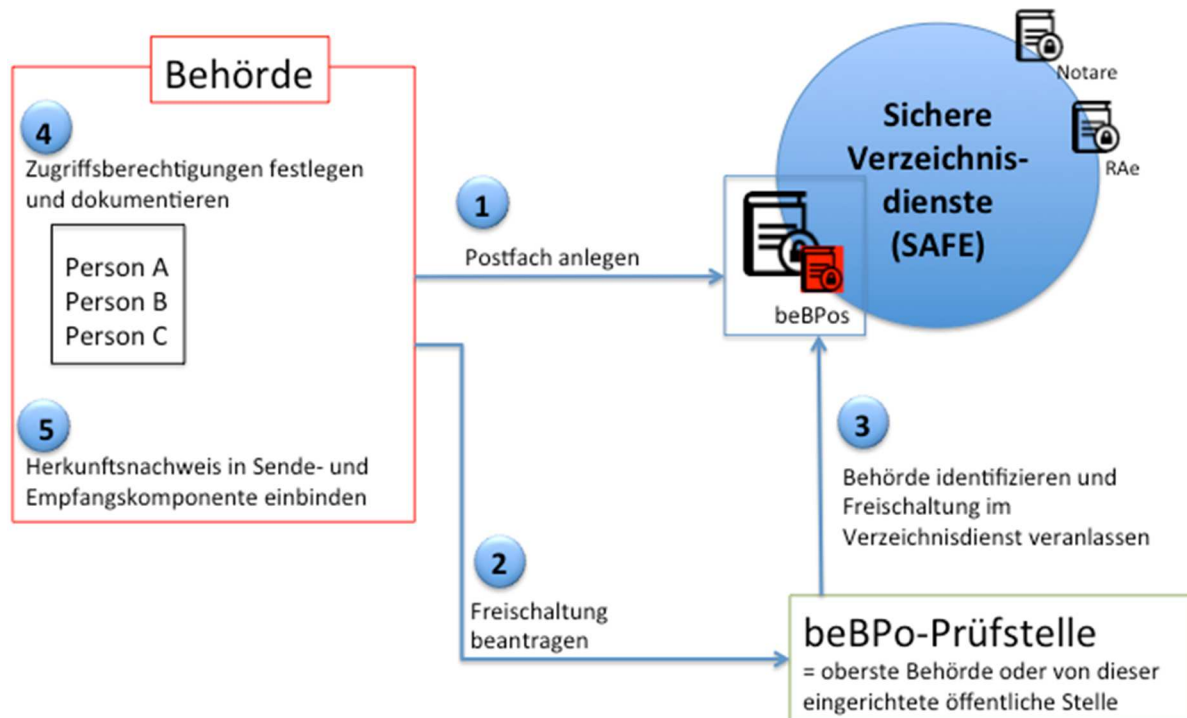 Behörde
4
Zugriffsberechtigungen festlegen
und dokumentieren
Person A
Person B
Person C
5
Herkunftsnachweis in Sende- und
Empfangskomponente einbinden
1
Postfach anlegen
2
Freischaltung
beantragen
Sichere
Verzeichnis-
dienste
(SAFE)
Notare
RAe
beBPos
3
Behörde identifizieren und
Freischaltung im
Verzeichnisdienst veranlassen
beBPo-Prüfstelle
= oberste Behörde oder von dieser
eingerichtete öffentliche Stelle